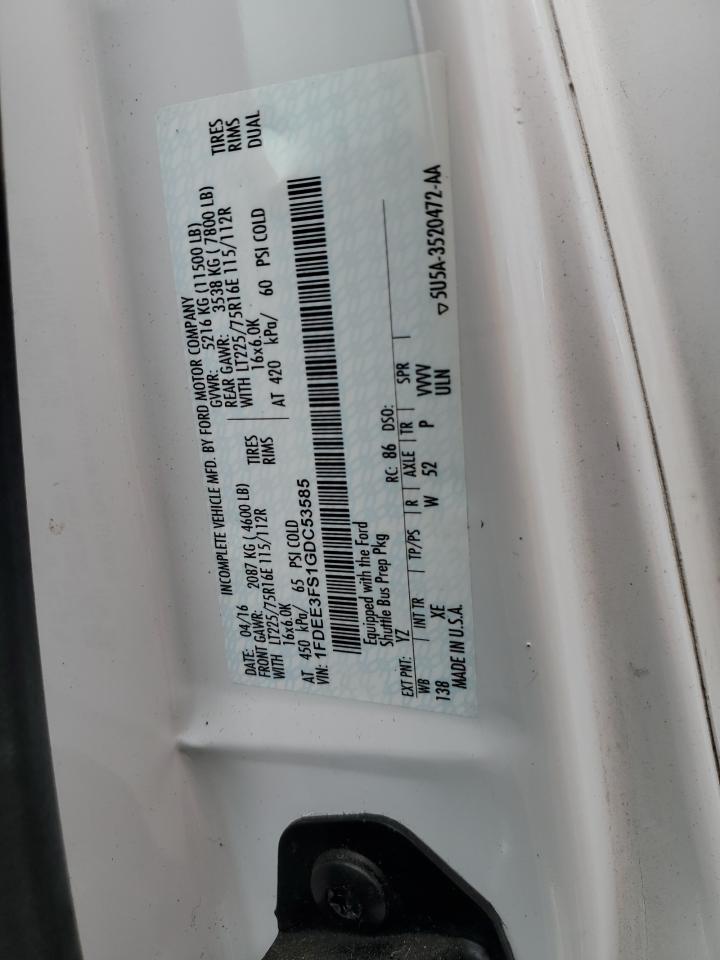 INCOMPLETE VEHICLE MFD. BY FORD MOTOR COMPANY
DATE: 04/16 GVWR: 5216 KG (11500 LB)
FRONT GAWR: 2087 KG ( 4600 LB) REAR GAWR: 3538 KG ( 7800 LB)
WITH LT225/75R16E 115/112R TIRES WITH LT225/75R16E 115/112R TIRES
16x6.0K RIMS 16x6.0K RIMS
AT 450 kPa/ 65 PSI COLD AT 420 kPa/ 60 PSI COLD DUAL
VIN: 1FDEE3FS1GDC53585
Equipped with the Ford
Shuttle Bus Prep Pkg
EXT PNT: YZ RC: 86 DSO:
WB INT TR TP/PS R AXLE TR SPR
138 XE W 52 P VVVV
MADE IN U.S.A. ULN
▽5U5A-3520472-AA